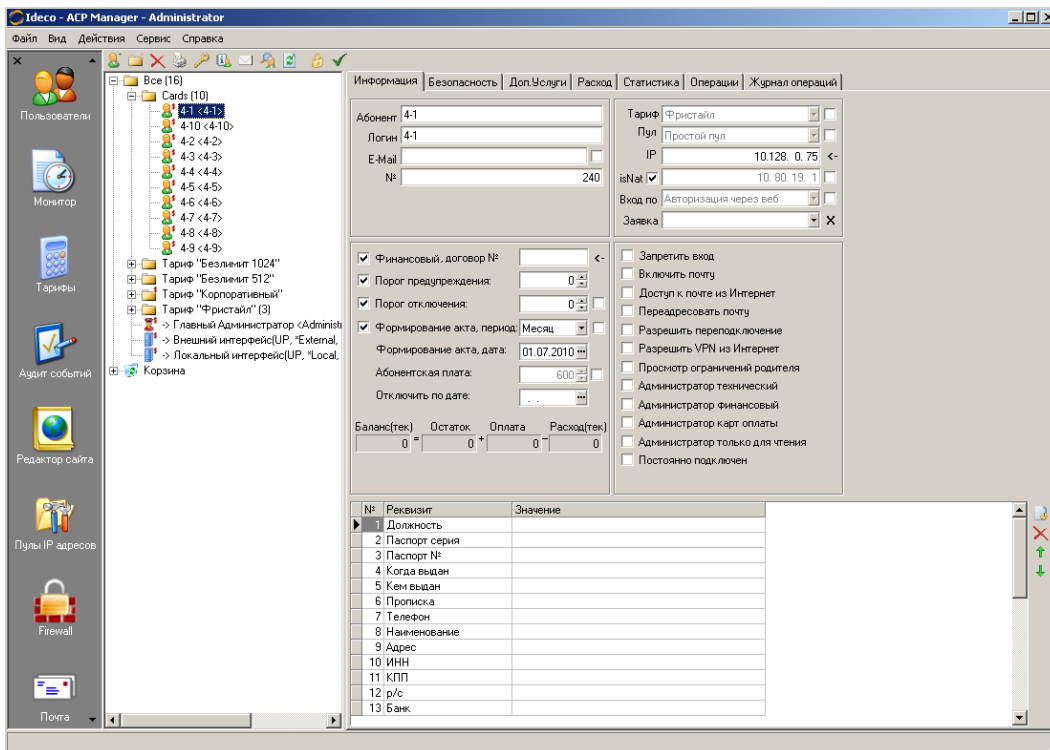 Ideco - ACP Manager - Administrator
Файл Вид Действия Сервис Справка
Пользователи
Монитор
Тарифы
Аудит событий
Редактор сайта
Пулы IP адресов
Firewall
Почта
Все (16)
Cards (10)
4-1 <4-1>
4-10 <4-10>
4-2 <4-2>
4-3 <4-3>
4-4 <4-4>
4-5 <4-5>
4-6 <4-6>
4-7 <4-7>
4-8 <4-8>
4-9 <4-9>
Тариф "Безлимит 1024"
Тариф "Безлимит 512"
Тариф "Корпоративный"
Тариф "Фристайл" (3)
-> Главный Администратор <Administ
-> Внешний интерфейс(UP, *External,
-> Локальный интерфейс(UP, *Local,
Корзина
Информация Безопасность Доп.Услуги Расход Статистика Операции Журнал операций
Абонент 4-1
Логин 4-1
E-Mail
№ 240
Тариф Фристайл
Пул Простой пул
IP 10.128. 0. 75 <-
isNat 10. 80. 19. 1
Вход по Авторизация через веб
Заявка X
Финансовый, договор № <-
Порог предупреждения: 0
Порог отключения: 0
Формирование акта, период: Месяц
Формирование акта, дата: 01.07.2010 ...
Абонентская плата: 600
Отключить по дате: . . ...
Баланс(тек) Остаток Оплата Расход(тек)
0 = 0 + 0 - 0
Запретить вход
Включить почту
Доступ к почте из Интернет
Переадресовать почту
Разрешить переподключение
Разрешить VPN из Интернет
Просмотр ограничений родителя
Администратор технический
Администратор финансовый
Администратор карт оплаты
Администратор только для чтения
Постоянно подключен
№ Реквизит Значение
1 Должность
2 Паспорт серия
3 Паспорт №
4 Когда выдан
5 Кем выдан
6 Прописка
7 Телефон
8 Наименование
9 Адрес
10 ИНН
11 КПП
12 р/с
13 Банк